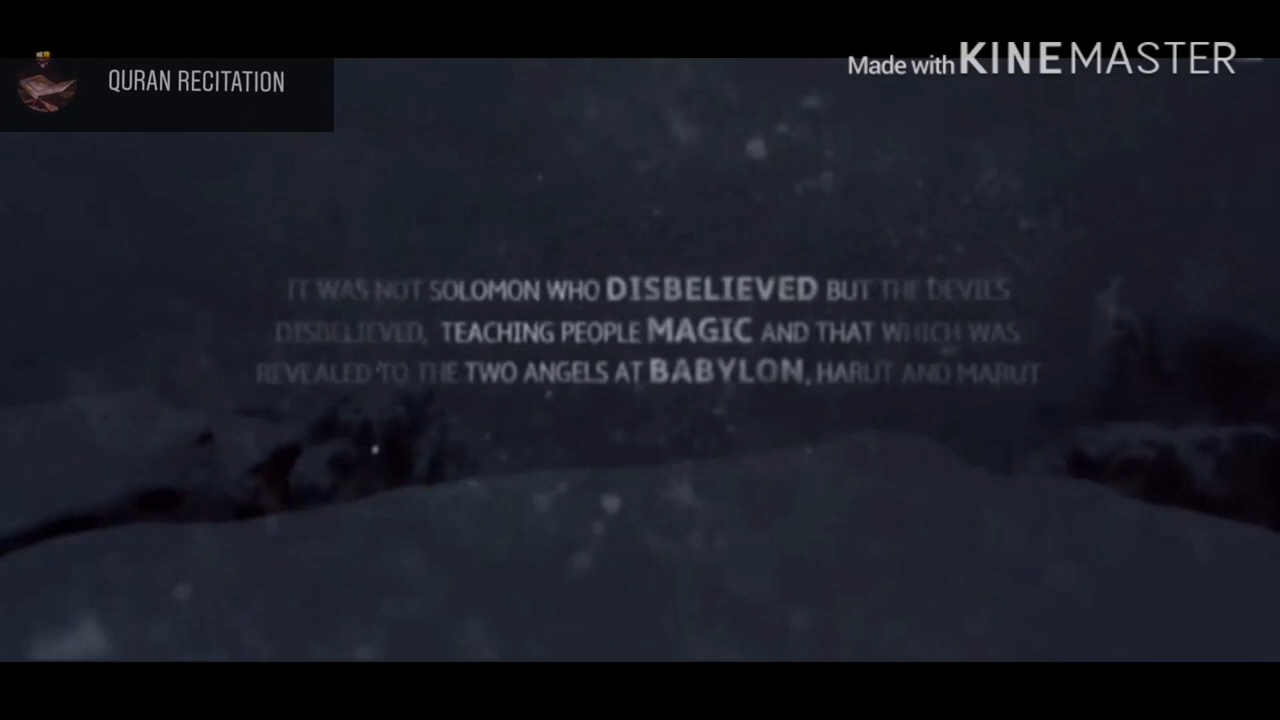 Made with KINEMASTER
QURAN RECITATION
IT WAS NOT SOLOMON WHO DISBELIEVED BUT THE DEVILS
DISBELIEVED, TEACHING PEOPLE MAGIC AND THAT WHICH WAS
REVEALED TO THE TWO ANGELS AT BABYLON, HARUT AND MARUT